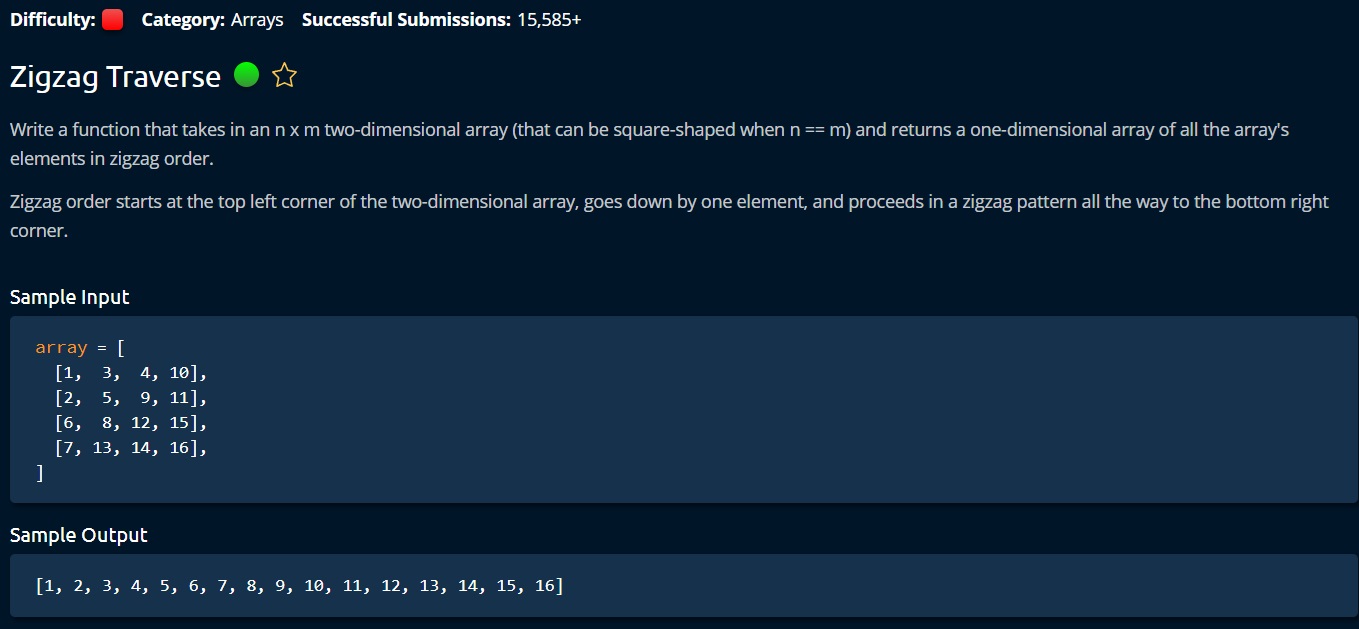 Difficulty: Category: Arrays Successful Submissions: 15,585+
Zigzag Traverse
Write a function that takes in an n x m two-dimensional array (that can be square-shaped when n == m) and returns a one-dimensional array of all the array's
elements in zigzag order.
Zigzag order starts at the top left corner of the two-dimensional array, goes down by one element, and proceeds in a zigzag pattern all the way to the bottom right
corner.
Sample Input
array = [
  [1,  3,  4, 10],
  [2,  5,  9, 11],
  [6,  8, 12, 15],
  [7, 13, 14, 16],
]
Sample Output
[1, 2, 3, 4, 5, 6, 7, 8, 9, 10, 11, 12, 13, 14, 15, 16]